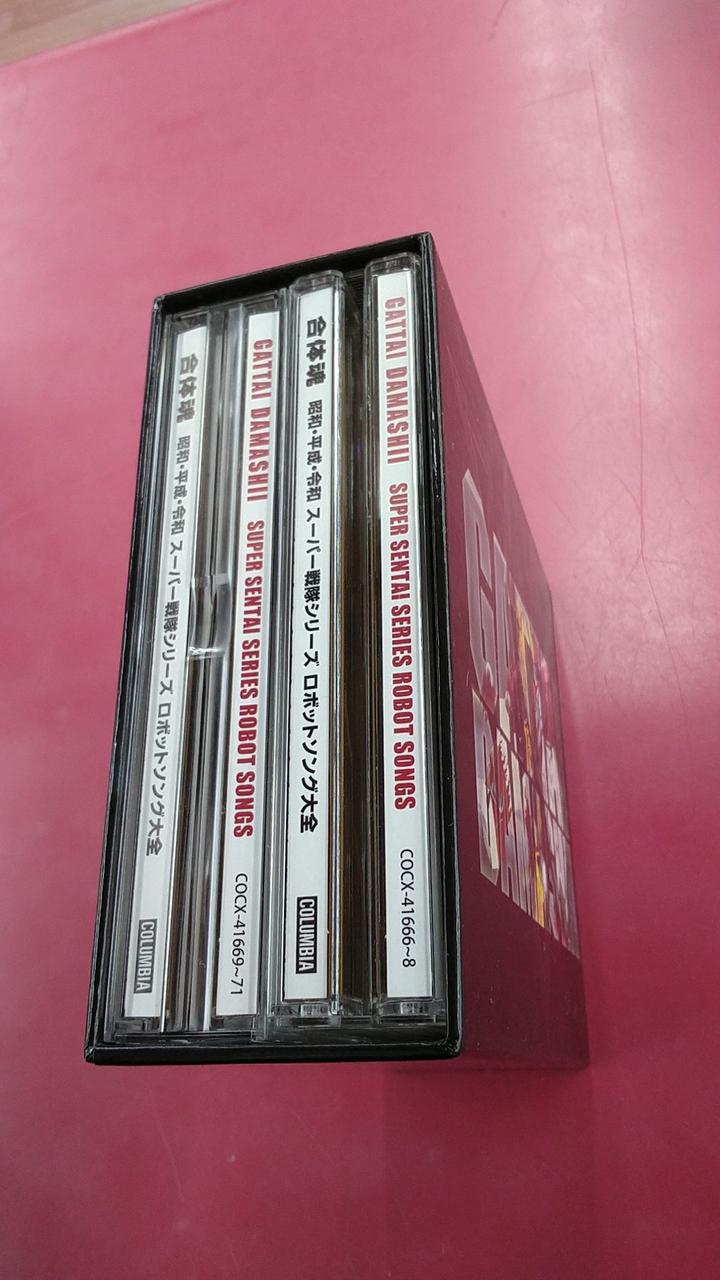 合体魂 昭和・平成・令和 スーパー戦隊シリーズ ロボットソング大全 COLUMBIA
GATTAI DAMASHII SUPER SENTAI SERIES ROBOT SONGS COCX-41669~71
合体魂 昭和・平成・令和 スーパー戦隊シリーズ ロボットソング大全 COLUMBIA
GATTAI DAMASHII SUPER SENTAI SERIES ROBOT SONGS COCX-41666~8